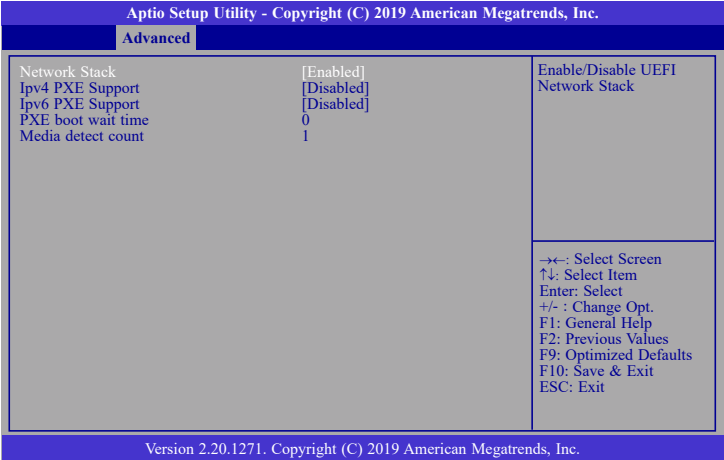 Aptio Setup Utility - Copyright (C) 2019 American Megatrends, Inc.
Advanced
Network Stack [Enabled]
Ipv4 PXE Support [Disabled]
Ipv6 PXE Support [Disabled]
PXE boot wait time 0
Media detect count 1
Enable/Disable UEFI
Network Stack
→←: Select Screen
↑↓: Select Item
Enter: Select
+/- : Change Opt.
F1: General Help
F2: Previous Values
F9: Optimized Defaults
F10: Save & Exit
ESC: Exit
Version 2.20.1271. Copyright (C) 2019 American Megatrends, Inc.